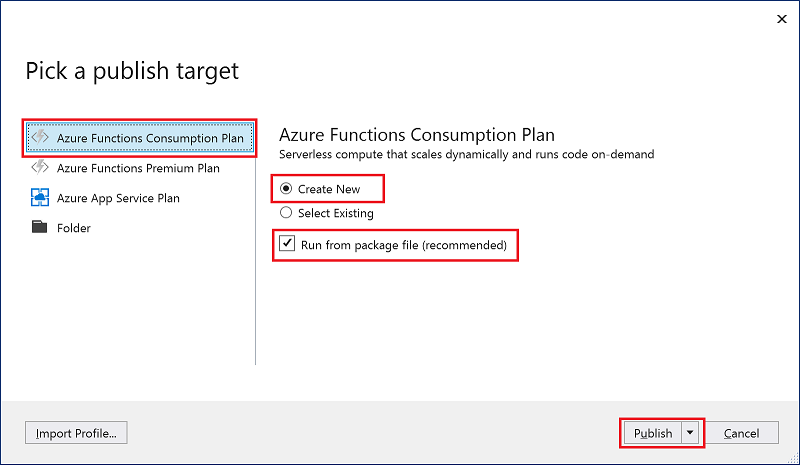 Pick a publish target
Azure Functions Consumption Plan
Azure Functions Premium Plan
Azure App Service Plan
Folder
Azure Functions Consumption Plan
Serverless compute that scales dynamically and runs code on-demand
Create New
Select Existing
Run from package file (recommended)
Import Profile...
Publish
Cancel